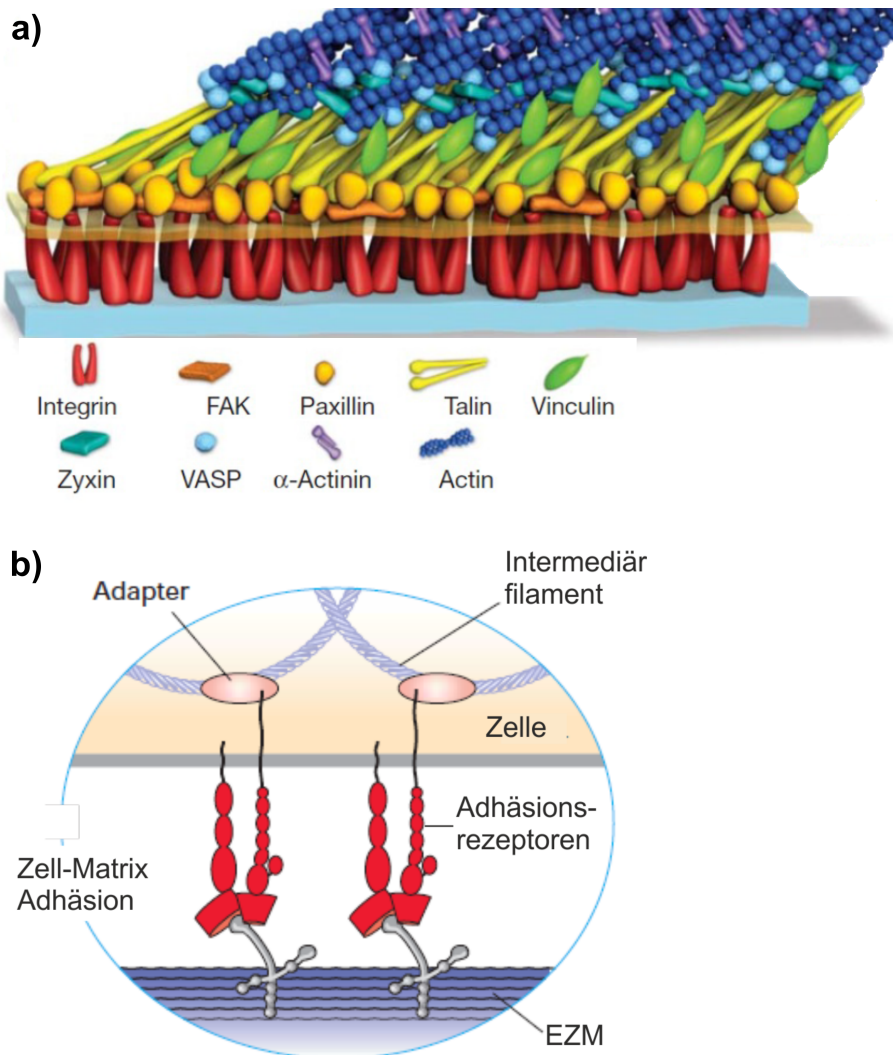 a)
Integrin FAK Paxillin Talin Vinculin
Zyxin VASP α-Actinin Actin
b)
Adapter
Intermediär
filament
Zelle
Adhäsions-
rezeptoren
Zell-Matrix
Adhäsion
EZM